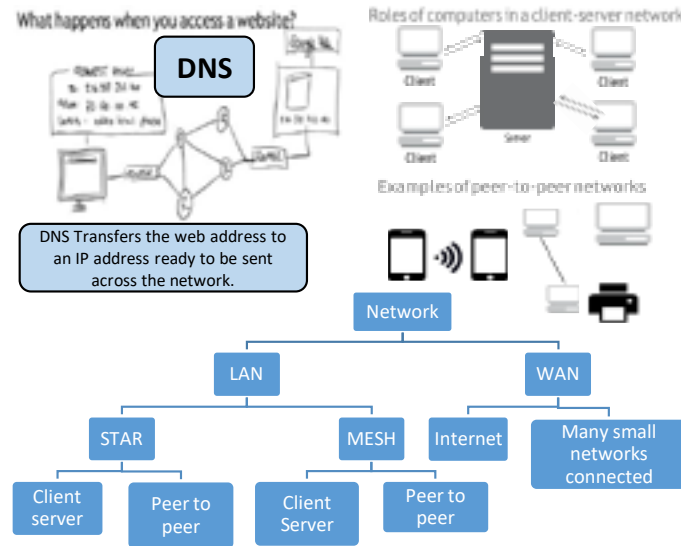 What happens when you access a website?
DNS
DNS Transfers the web address to
an IP address ready to be sent
across the network.
Roles of computers in a client-server network
Client
Client
Client
Server
Client
Examples of peer-to-peer networks
Network
LAN
WAN
STAR
MESH
Internet
Many small
networks
connected
Client
server
Peer to
peer
Client
Server
Peer to
peer